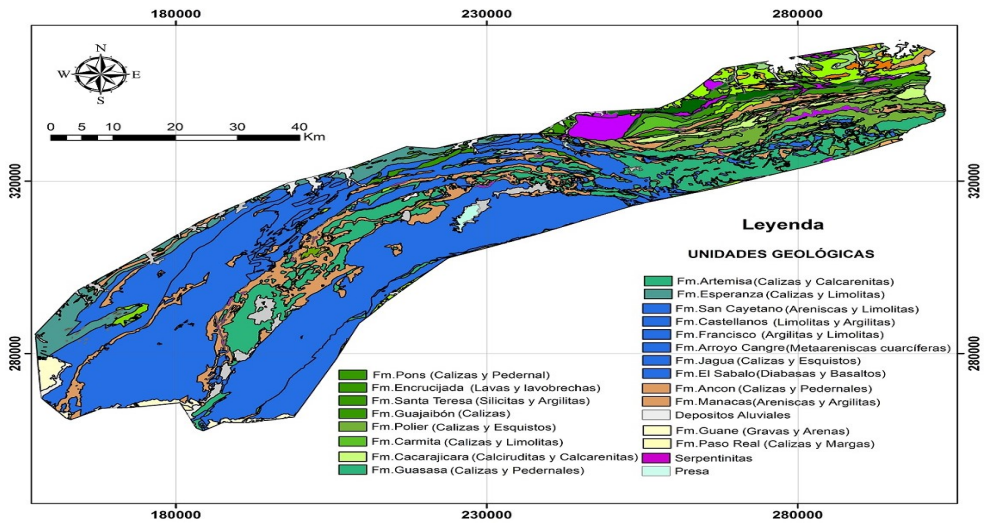 180000 230000 280000
N
W E
S
0 5 10 20 30 40
Km
320000 320000
Leyenda
UNIDADES GEOLÓGICAS
Fm.Artemisa (Calizas y Calcarenitas)
Fm.Esperanza (Calizas y Limolitas)
Fm.San Cayetano (Areniscas y Limolitas)
Fm.Castellanos (Limolitas y Argilitas)
Fm.Francisco (Argilitas y Limolitas)
Fm.Arroyo Cangre (Metaareniscas cuarcíferas)
Fm.Jagua (Calizas y Esquistos)
Fm.El Sabalo (Diabasas y Basaltos)
Fm.Ancon (Calizas y Pedernales)
Fm.Manacas (Areniscas y Argilitas)
Depositos Aluviales
Fm.Guane (Gravas y Arenas)
Fm.Paso Real (Calizas y Margas)
Serpentinitas
Presa
280000 280000
Fm.Pons (Calizas y Pedernal)
Fm.Encrucijada (Lavas y lavobrechas)
Fm.Santa Teresa (Silicitas y Argilitas)
Fm.Guajaibón (Calizas)
Fm.Polier (Calizas y Esquistos)
Fm.Carmita (Calizas y Limolitas)
Fm.Cacarajicara (Calciruditas y Calcarenitas)
Fm.Guasasa (Calizas y Pedernales)
180000 230000 280000